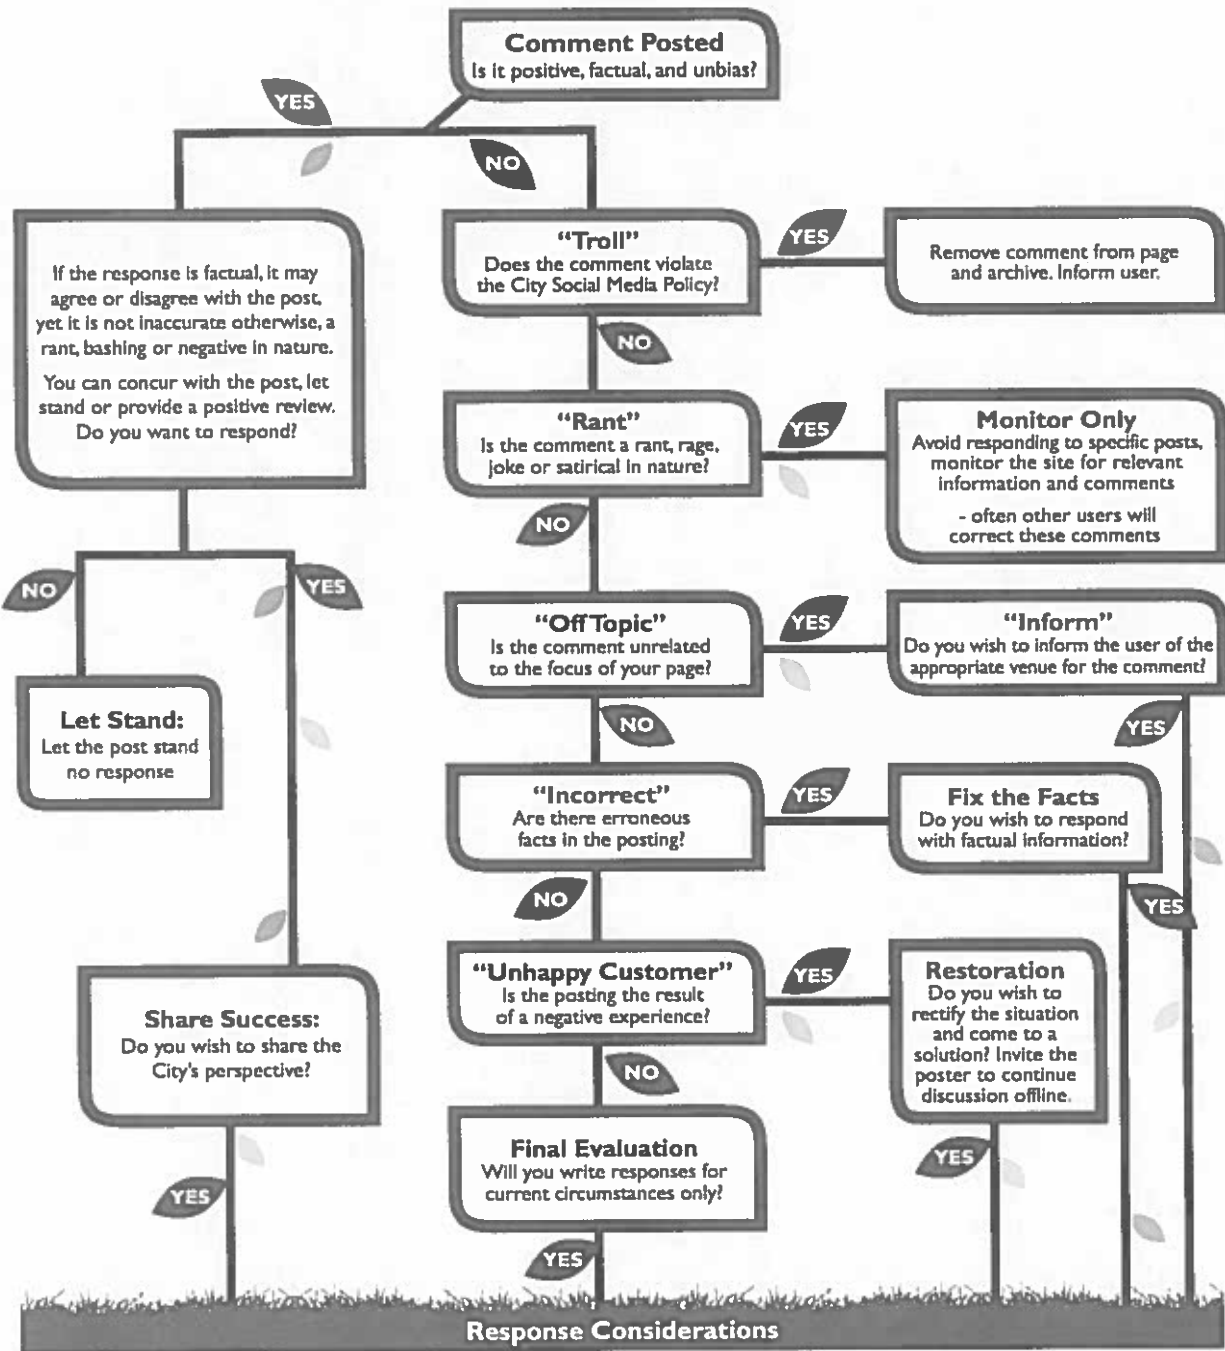 Comment Posted
Is it positive, factual, and unbias?
YES
NO
If the response is factual, it may
agree or disagree with the post,
yet it is not inaccurate otherwise, a
rant, bashing or negative in nature.
You can concur with the post, let
stand or provide a positive review.
Do you want to respond?
NO
YES
Let Stand:
Let the post stand
no response
Share Success:
Do you wish to share the
City's perspective?
YES
“Troll”
Does the comment violate
the City Social Media Policy?
YES
Remove comment from page
and archive. Inform user.
NO
“Rant”
Is the comment a rant, rage,
joke or satirical in nature?
YES
Monitor Only
Avoid responding to specific posts,
monitor the site for relevant
information and comments
- often other users will
correct these comments
NO
“Off Topic”
Is the comment unrelated
to the focus of your page?
YES
“Inform”
Do you wish to inform the user of the
appropriate venue for the comment?
YES
NO
“Incorrect”
Are there erroneous
facts in the posting?
YES
Fix the Facts
Do you wish to respond
with factual information?
YES
NO
“Unhappy Customer”
Is the posting the result
of a negative experience?
YES
Restoration
Do you wish to
rectify the situation
and come to a
solution? Invite the
poster to continue
discussion offline.
YES
NO
Final Evaluation
Will you write responses for
current circumstances only?
YES
Response Considerations